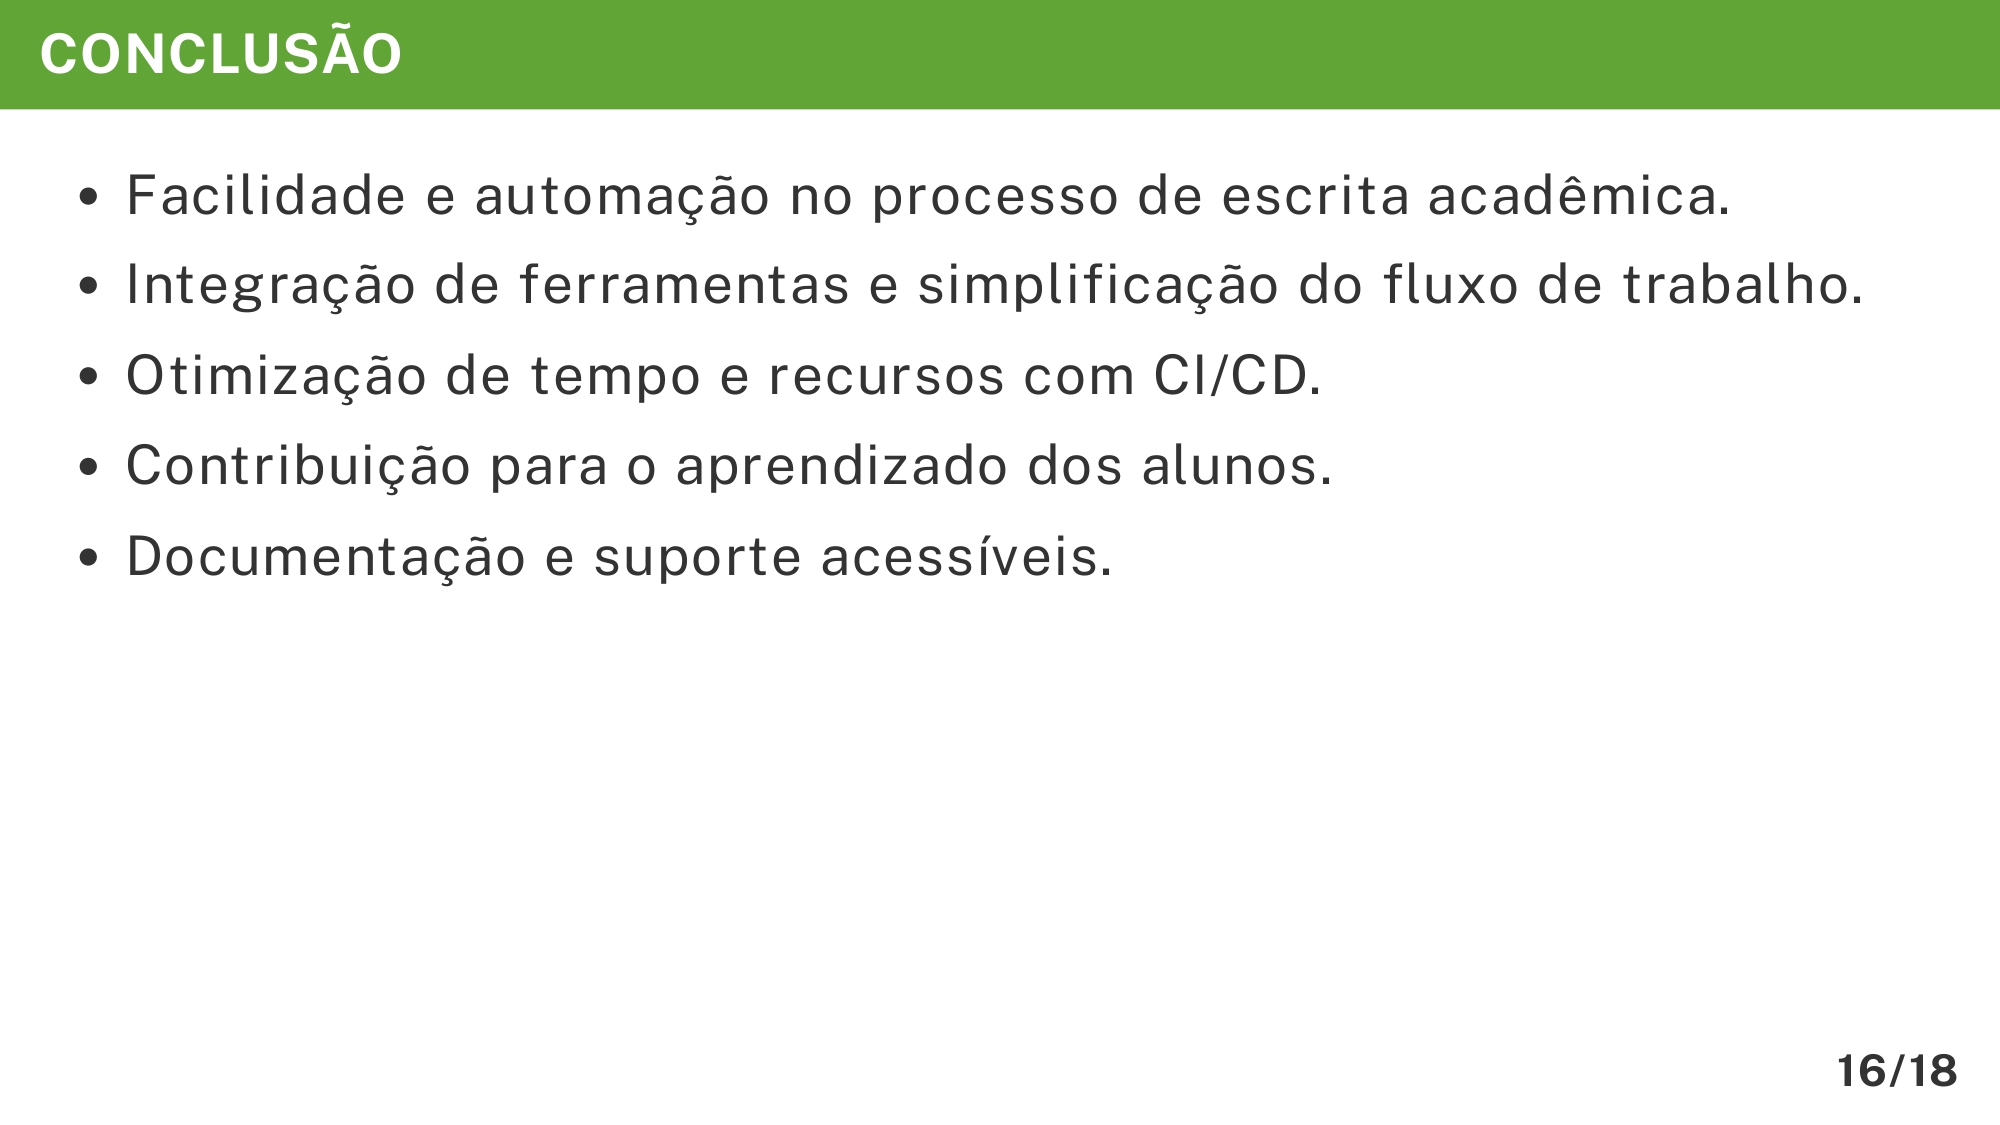 CONCLUSÃO
• Facilidade e automação no processo de escrita acadêmica.
• Integração de ferramentas e simplificação do fluxo de trabalho.
• Otimização de tempo e recursos com CI/CD.
• Contribuição para o aprendizado dos alunos.
• Documentação e suporte acessíveis.
16/18